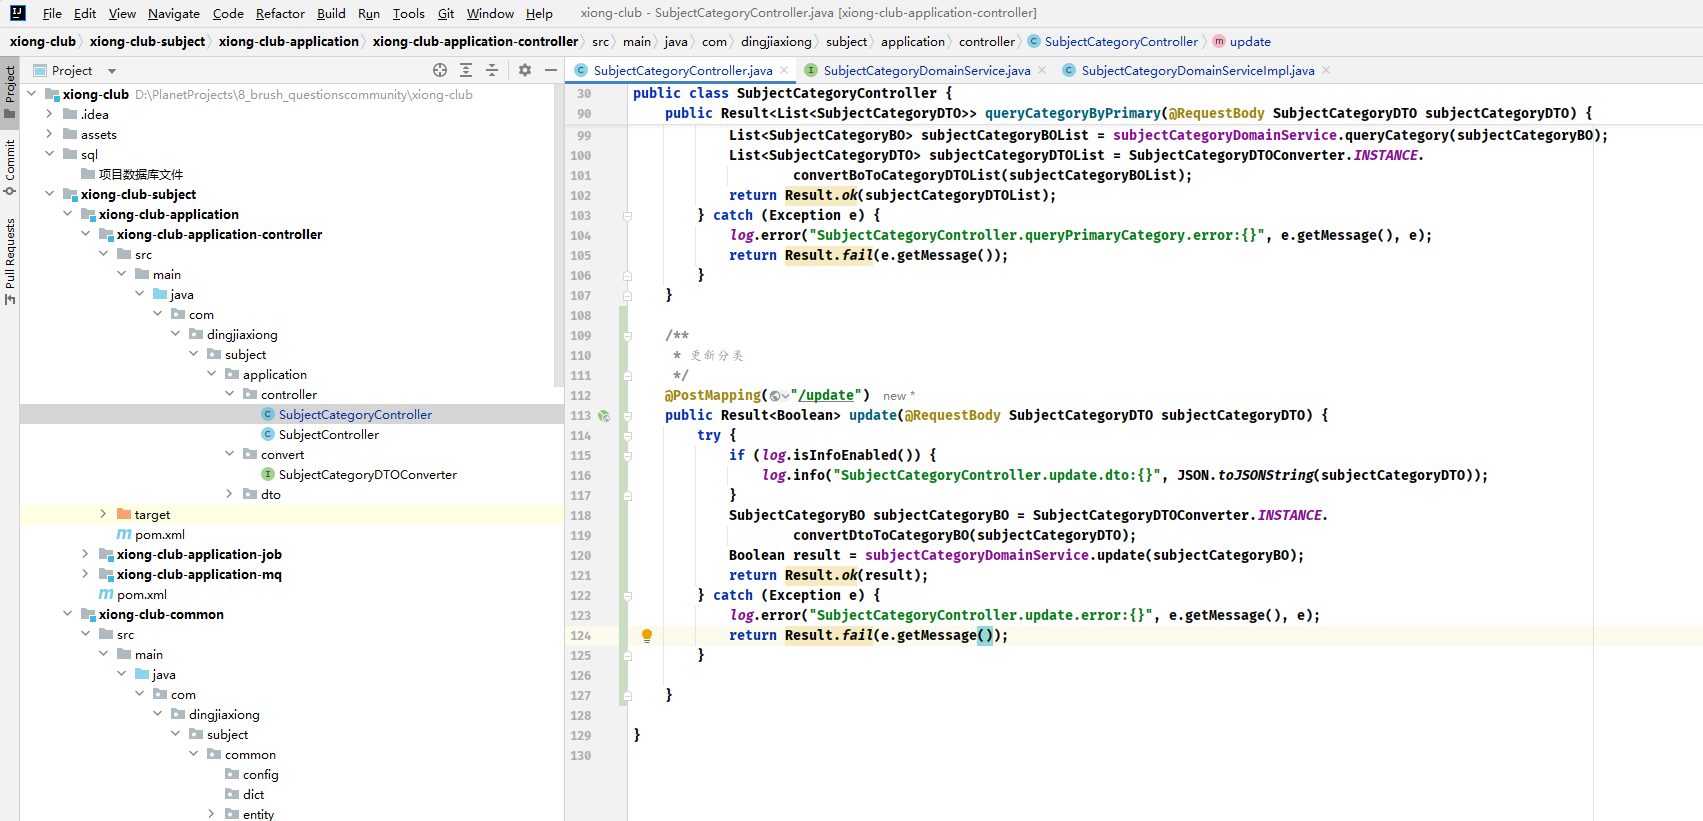 File Edit View Navigate Code Refactor Build Run Tools Git Window Help xiong-club - SubjectCategoryController.java [xiong-club-application-controller]
xiong-club xiong-club-subject xiong-club-application xiong-club-application-controller src main java com dingjiaxiong subject application controller SubjectCategoryController update
Project
Commit
Pull Requests
Project
xiong-club D:\PlanetProjects\8_brush_questionscommunity\xiong-club
.idea
assets
sql
项目数据库文件
xiong-club-subject
xiong-club-application
xiong-club-application-controller
src
main
java
com
dingjiaxiong
subject
application
controller
SubjectCategoryController
SubjectController
convert
SubjectCategoryDTOConverter
dto
target
pom.xml
xiong-club-application-job
xiong-club-application-mq
pom.xml
xiong-club-common
src
main
java
com
dingjiaxiong
subject
common
config
dict
entity
SubjectCategoryController.java SubjectCategoryDomainService.java SubjectCategoryDomainServiceImpl.java
30 public class SubjectCategoryController {
90 public Result<List<SubjectCategoryDTO>> queryCategoryByPrimary(@RequestBody SubjectCategoryDTO subjectCategoryDTO) {
99 List<SubjectCategoryBO> subjectCategoryBOList = subjectCategoryDomainService.queryCategory(subjectCategoryBO);
100 List<SubjectCategoryDTO> subjectCategoryDTOList = SubjectCategoryDTOConverter.INSTANCE.
101 convertBoToCategoryDTOList(subjectCategoryBOList);
102 return Result.ok(subjectCategoryDTOList);
103 } catch (Exception e) {
104 log.error("SubjectCategoryController.queryPrimaryCategory.error:{}", e.getMessage(), e);
105 return Result.fail(e.getMessage());
106 }
107 }
108
109 /**
110 * 更新分类
111 */
112 @PostMapping("/update") new *
113 public Result<Boolean> update(@RequestBody SubjectCategoryDTO subjectCategoryDTO) {
114 try {
115 if (log.isInfoEnabled()) {
116 log.info("SubjectCategoryController.update.dto:{}", JSON.toJSONString(subjectCategoryDTO));
117 }
118 SubjectCategoryBO subjectCategoryBO = SubjectCategoryDTOConverter.INSTANCE.
119 convertDtoToCategoryBO(subjectCategoryDTO);
120 Boolean result = subjectCategoryDomainService.update(subjectCategoryBO);
121 return Result.ok(result);
122 } catch (Exception e) {
123 log.error("SubjectCategoryController.update.error:{}", e.getMessage(), e);
124 return Result.fail(e.getMessage());
125 }
126
127 }
128
129 }
130